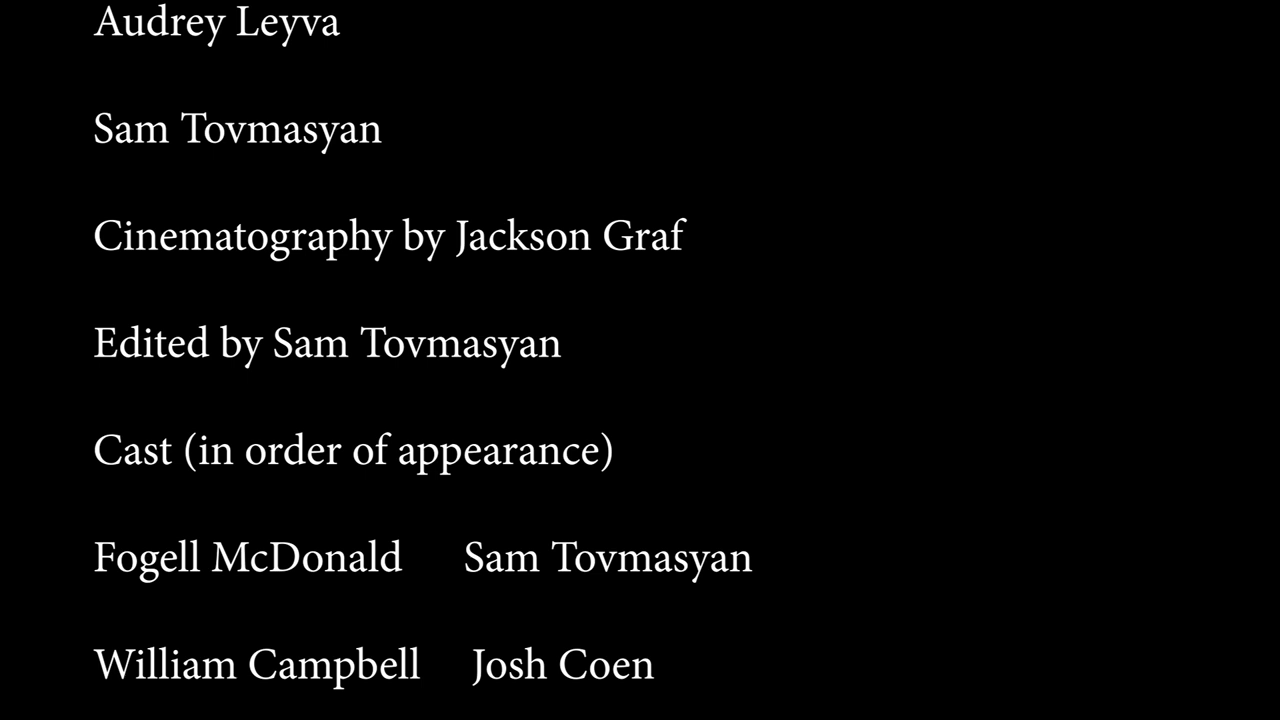 Audrey Leyva
Sam Tovmasyan
Cinematography by Jackson Graf
Edited by Sam Tovmasyan
Cast (in order of appearance)
Fogell McDonald Sam Tovmasyan
William Campbell Josh Coen